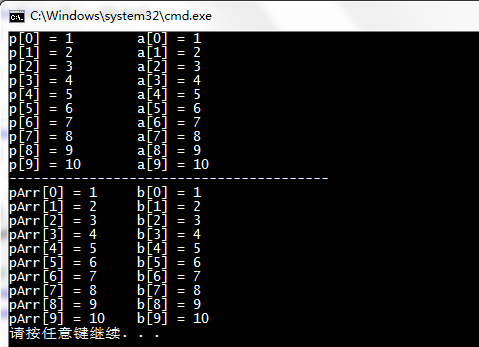 C:\Windows\system32\cmd.exe
p[0] = 1        a[0] = 1
p[1] = 2        a[1] = 2
p[2] = 3        a[2] = 3
p[3] = 4        a[3] = 4
p[4] = 5        a[4] = 5
p[5] = 6        a[5] = 6
p[6] = 7        a[6] = 7
p[7] = 8        a[7] = 8
p[8] = 9        a[8] = 9
p[9] = 10       a[9] = 10
----------------------------------------
pArr[0] = 1     b[0] = 1
pArr[1] = 2     b[1] = 2
pArr[2] = 3     b[2] = 3
pArr[3] = 4     b[3] = 4
pArr[4] = 5     b[4] = 5
pArr[5] = 6     b[5] = 6
pArr[6] = 7     b[6] = 7
pArr[7] = 8     b[7] = 8
pArr[8] = 9     b[8] = 9
pArr[9] = 10    b[9] = 10
请按任意键继续. . .